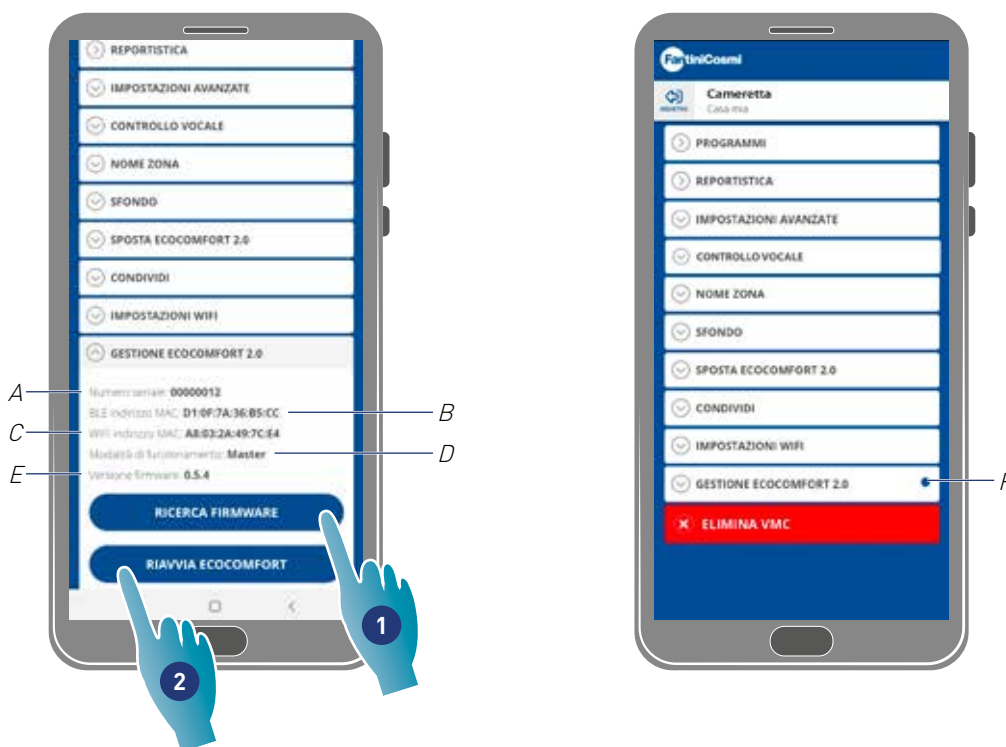 REPORTISTICA
IMPOSTAZIONI AVANZATE
CONTROLLO VOCALE
NOME ZONA
SFONDO
SPOSTA ECOCOMFORT 2.0
CONDIVIDI
IMPOSTAZIONI WIFI
GESTIONE ECOCOMFORT 2.0
A
Numero seriale: 00000012
BLE indirizzo MAC: D1:0F:7A:36:B5:CC
B
C
WIFI indirizzo MAC: A8:03:2A:49:7C:E4
Modalità di funzionamento: Master
D
E
Versione firmware: 0.5.4
RICERCA FIRMWARE
RIAVVIA ECOCOMFORT
1
2
FantiniCosmi
Cameretta
Casa mia
PROGRAMMI
REPORTISTICA
IMPOSTAZIONI AVANZATE
CONTROLLO VOCALE
NOME ZONA
SFONDO
SPOSTA ECOCOMFORT 2.0
CONDIVIDI
IMPOSTAZIONI WIFI
GESTIONE ECOCOMFORT 2.0
ELIMINA VMC